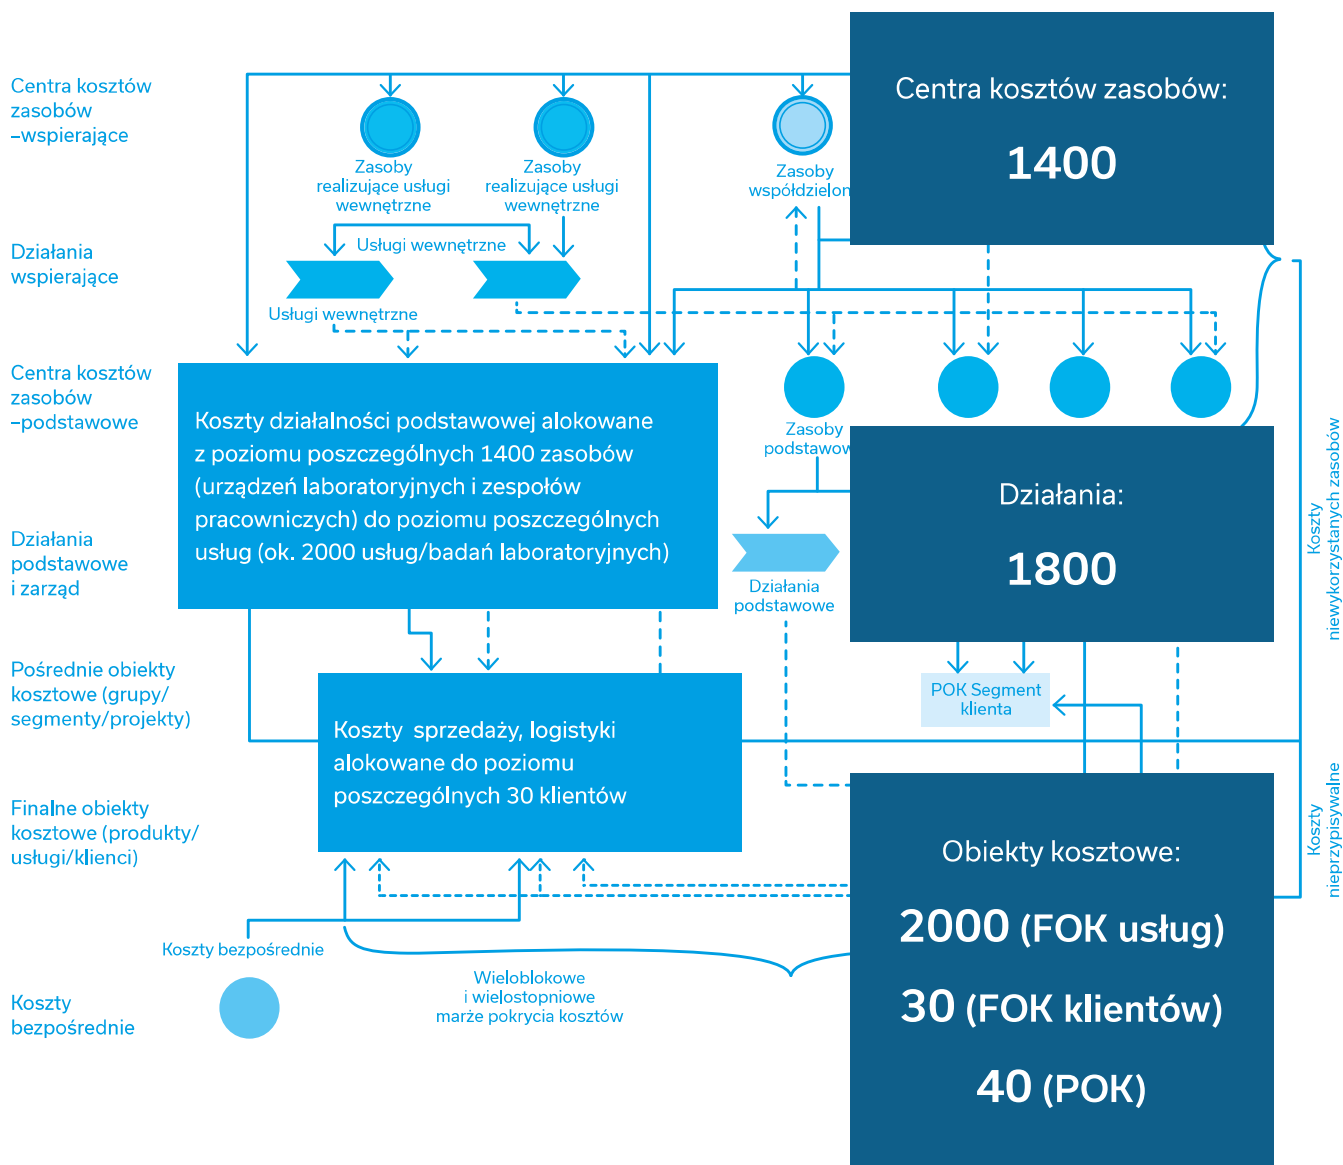 Centra kosztów
zasobów
–wspierające
Działania
wspierające
Centra kosztów
zasobów
–podstawowe
Działania
podstawowe
i zarząd
Pośrednie obiekty
kosztowe (grupy/
segmenty/projekty)
Finalne obiekty
kosztowe (produkty/
usługi/klienci)
Koszty
bezpośrednie
Zasoby
realizujące usługi
wewnętrzne
Zasoby
realizujące usługi
wewnętrzne
Zasoby
współdzielon
Usługi wewnętrzne
Usługi wewnętrzne
Koszty działalności podstawowej alokowane
z poziomu poszczególnych 1400 zasobów
(urządzeń laboratoryjnych i zespołów
pracowniczych) do poziomu poszczególnych
usług (ok. 2000 usług/badań laboratoryjnych)
Zasoby
podstawow
Działania
podstawowe
Koszty sprzedaży, logistyki
alokowane do poziomu
poszczególnych 30 klientów
POK Segment
klienta
Koszty bezpośrednie
Wieloblokowe
i wielostopniowe
marże pokrycia kosztów
Centra kosztów zasobów:
1400
Działania:
1800
Obiekty kosztowe:
2000 (FOK usług)
30 (FOK klientów)
40 (POK)
Koszty
niewykorzystanych zasobów
Koszty
nieprzypisywalne